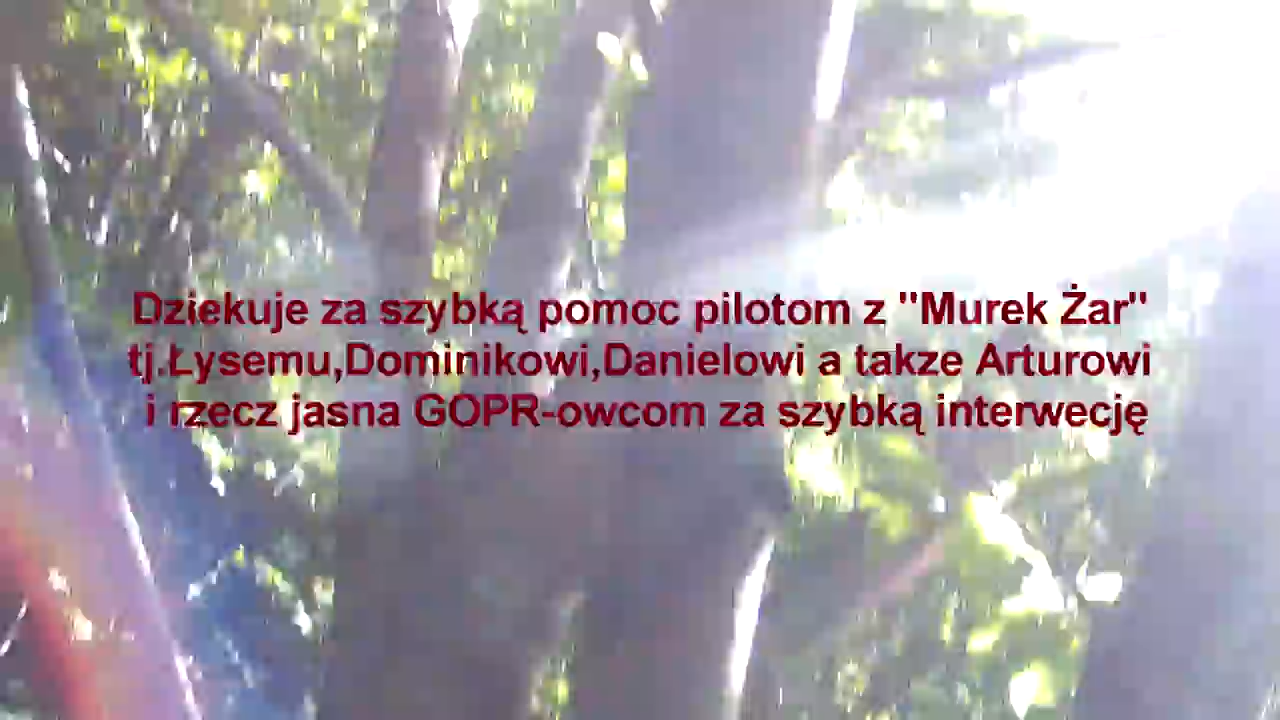 Dziekuje za szybką pomoc pilotom z "Murek Żar"
tj.Łysemu,Dominikowi,Danielowi a takze Arturowi
i rzecz jasna GOPR-owcom za szybką interwecję